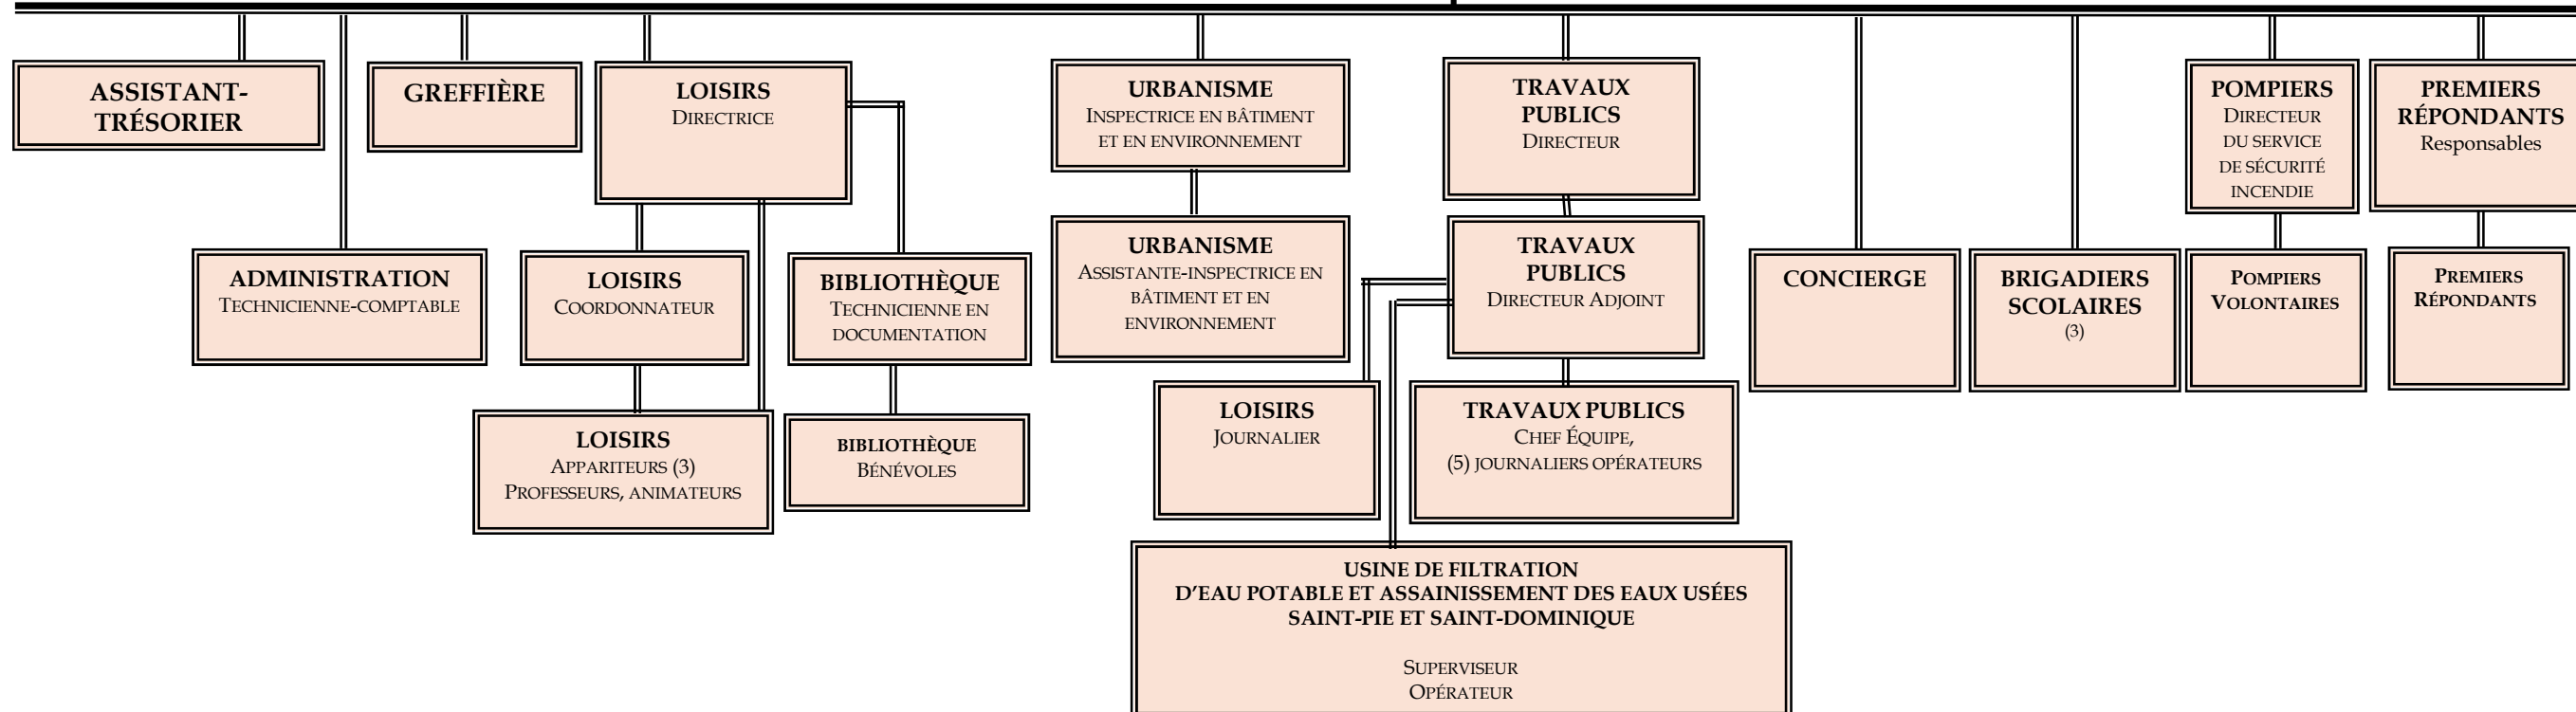 ASSISTANT-
TRÉSORIER
GREFFIÈRE
LOISIRS
DIRECTRICE
URBANISME
INSPECTRICE EN BÂTIMENT
ET EN ENVIRONNEMENT
TRAVAUX
PUBLICS
DIRECTEUR
POMPIERS
DIRECTEUR
DU SERVICE
DE SÉCURITÉ
INCENDIE
PREMIERS
RÉPONDANTS
Responsables
ADMINISTRATION
TECHNICIENNE-COMPTABLE
LOISIRS
COORDONNATEUR
BIBLIOTHÈQUE
TECHNICIENNE EN
DOCUMENTATION
URBANISME
ASSISTANTE-INSPECTRICE EN
BÂTIMENT ET EN
ENVIRONNEMENT
TRAVAUX
PUBLICS
DIRECTEUR ADJOINT
CONCIERGE
BRIGADIERS
SCOLAIRES
(3)
POMPIERS
VOLONTAIRES
PREMIERS
RÉPONDANTS
LOISIRS
APPARITEURS (3)
PROFESSEURS, ANIMATEURS
BIBLIOTHÈQUE
BÉNÉVOLES
LOISIRS
JOURNALIER
TRAVAUX PUBLICS
CHEF ÉQUIPE,
(5) JOURNALIERS OPÉRATEURS
USINE DE FILTRATION
D'EAU POTABLE ET ASSAINISSEMENT DES EAUX USÉES
SAINT-PIE ET SAINT-DOMINIQUE
SUPERVISEUR
OPÉRATEUR